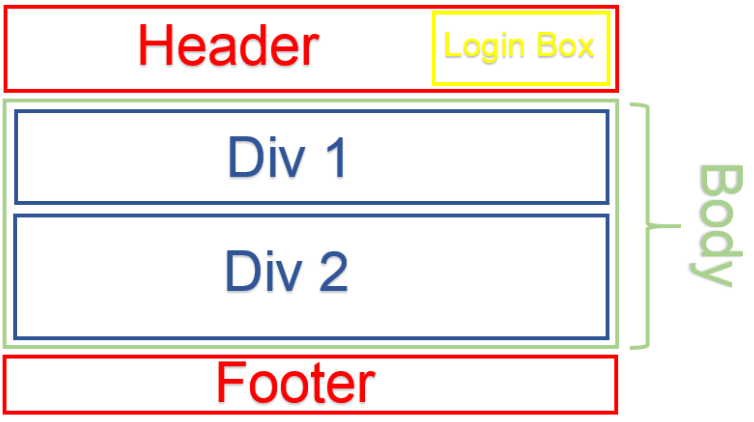 Header
Login Box
Div 1
Div 2
Body
Footer